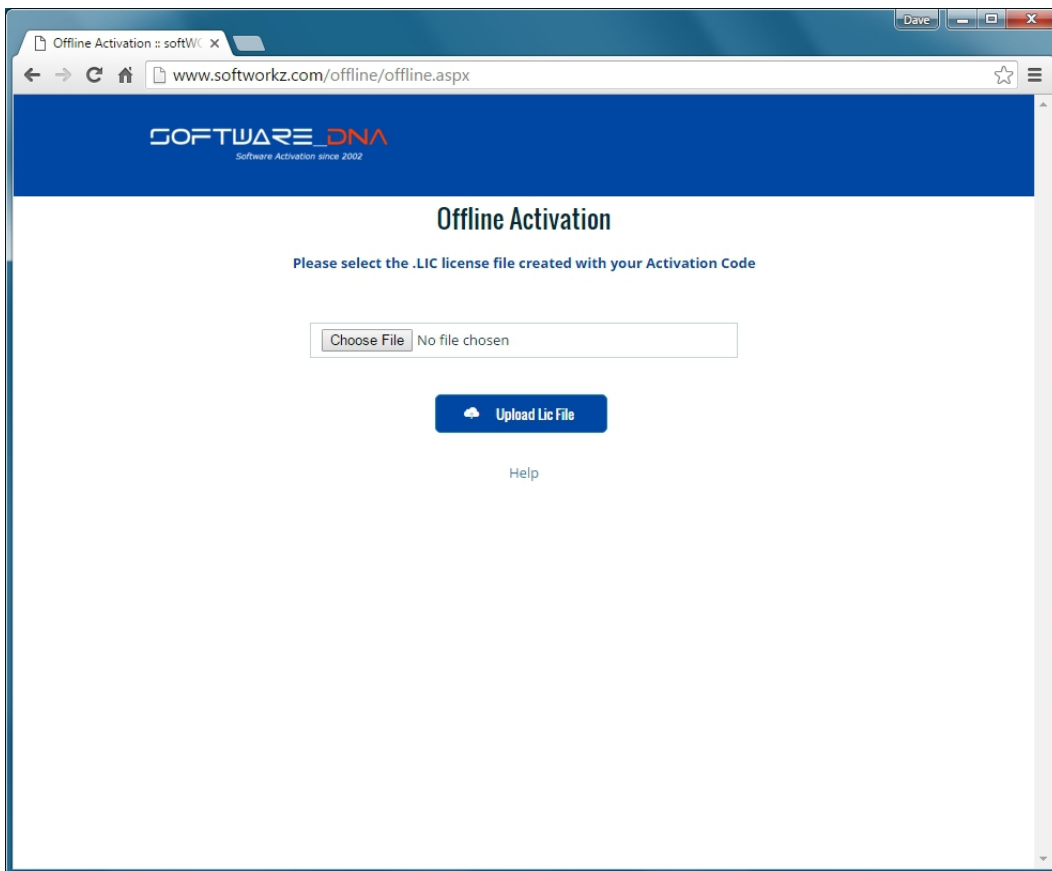 Dave
Offline Activation :: softWC
www.softworkz.com/offline/offline.aspx
SOFTWARE_DNA
Software Activation since 2002
Offline Activation
Please select the .LIC license file created with your Activation Code
Choose File No file chosen
Upload Lic File
Help